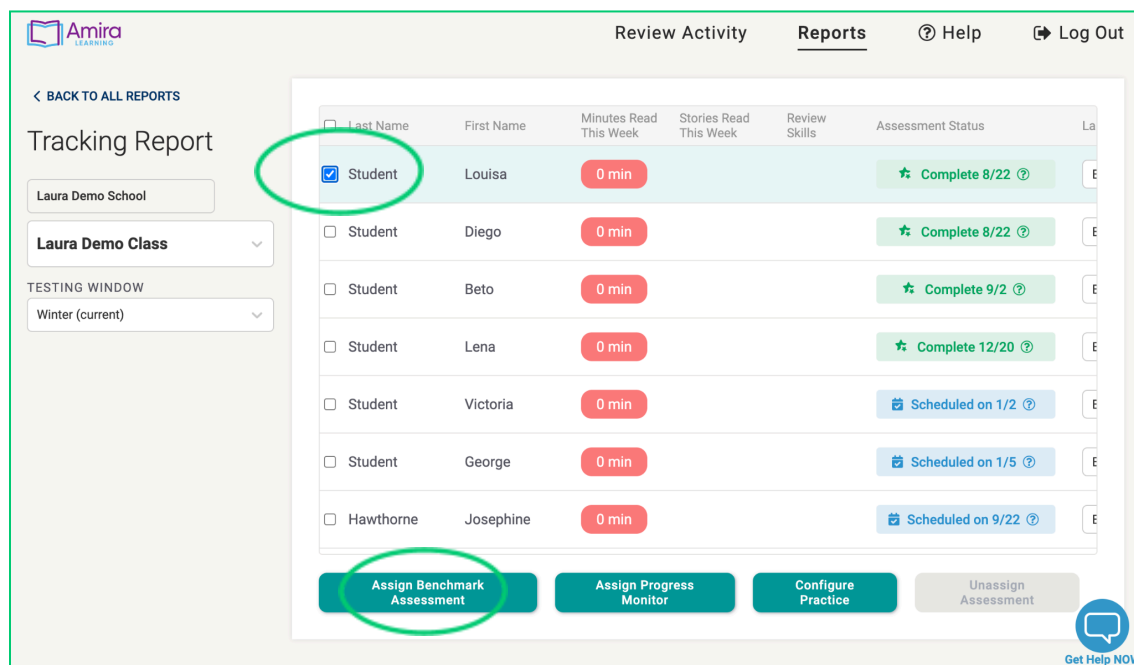 Amira
LEARNING
Review Activity Reports Help Log Out
BACK TO ALL REPORTS
Tracking Report
Laura Demo School
Laura Demo Class
TESTING WINDOW
Winter (current)
Last Name First Name Minutes Read This Week Stories Read This Week Review Skills Assessment Status La
Student Louisa 0 min Complete 8/22 E
Student Diego 0 min Complete 8/22 E
Student Beto 0 min Complete 9/2 E
Student Lena 0 min Complete 12/20 E
Student Victoria 0 min Scheduled on 1/2 E
Student George 0 min Scheduled on 1/5 E
Hawthorne Josephine 0 min Scheduled on 9/22 E
Assign Benchmark Assessment Assign Progress Monitor Configure Practice Unassign Assessment
Get Help NOW